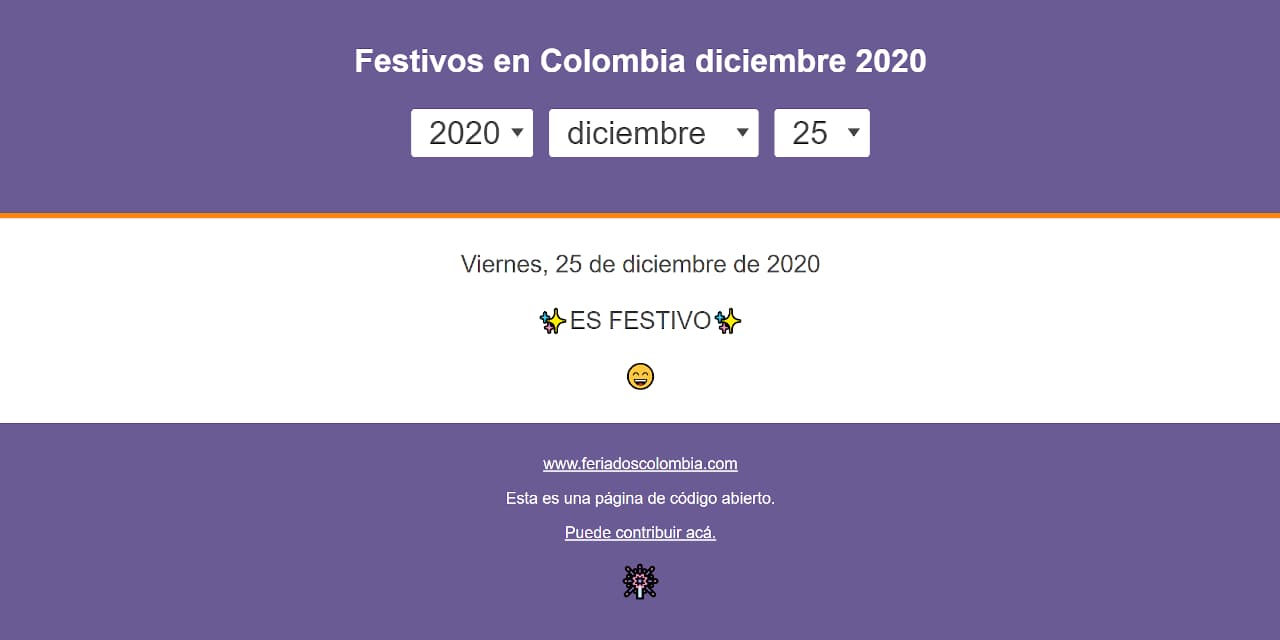 Festivos en Colombia diciembre 2020
2020 diciembre 25
Viernes, 25 de diciembre de 2020
✨ES FESTIVO✨
😄
www.feriadoscolombia.com
Esta es una página de código abierto.
Puede contribuir acá.